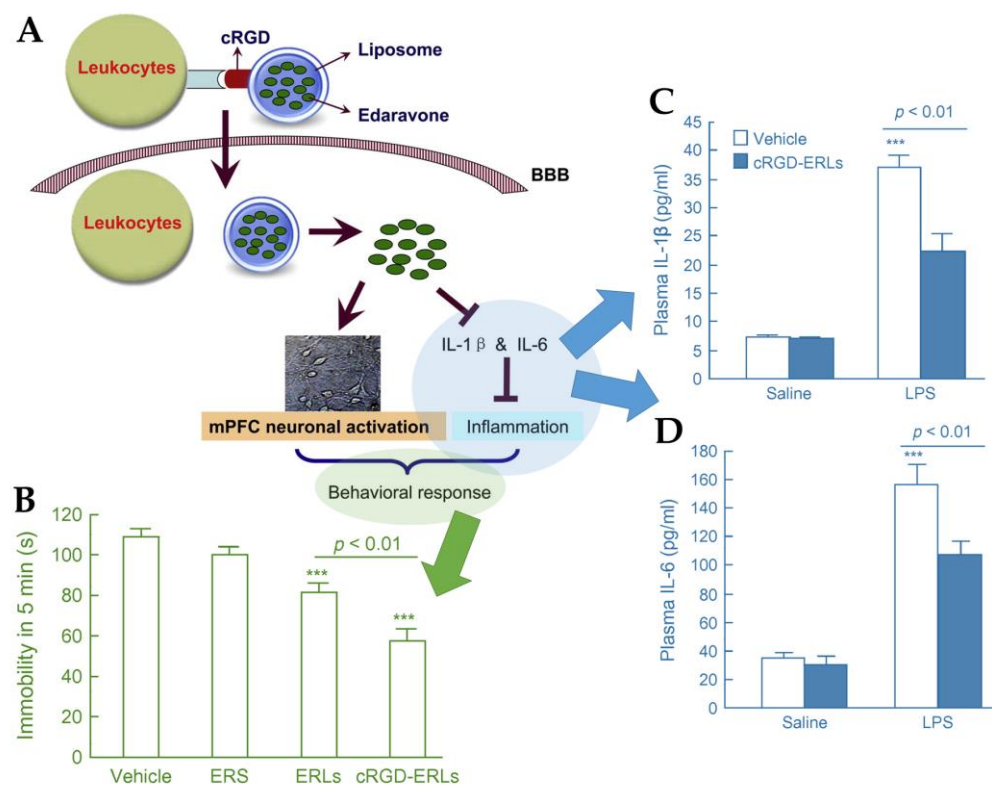 A
cRGD
Leukocytes
Liposome
Edaravone
BBB
Leukocytes
IL-1 β & IL-6
mPFC neuronal activation
Inflammation
Behavioral response
B
Immobility in 5 min (s)
120
100
80
60
40
20
0
p < 0.01
***
***
Vehicle
ERS
ERLs
cRGD-ERLs
C
Plasma IL-1β (pg/ml)
45
40
35
30
25
20
15
10
5
0
Vehicle
cRGD-ERLs
p < 0.01
***
Saline
LPS
D
Plasma IL-6 (pg/ml)
160
180
140
120
100
80
60
40
20
0
p < 0.01
***
Saline
LPS